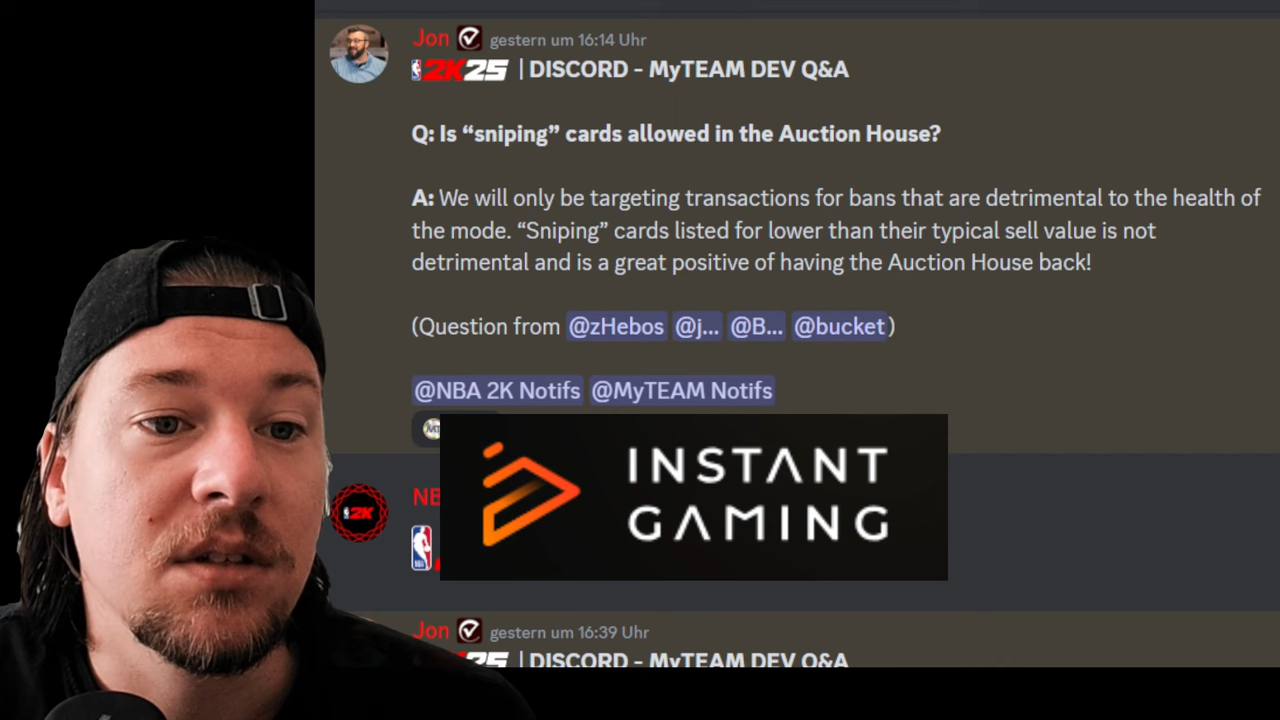 Jon gestern um 16:14 Uhr
2K25 | DISCORD - MyTEAM DEV Q&A
Q: Is “sniping” cards allowed in the Auction House?
A: We will only be targeting transactions for bans that are detrimental to the health of
the mode. “Sniping” cards listed for lower than their typical sell value is not
detrimental and is a great positive of having the Auction House back!
(Question from @zHebos @j... @B... @bucket)
@NBA 2K Notifs @MyTEAM Notifs
INSTANT
GAMING
2K
Jon gestern um 16:39 Uhr
25 | DISCORD - MyTEAM DEV Q&A